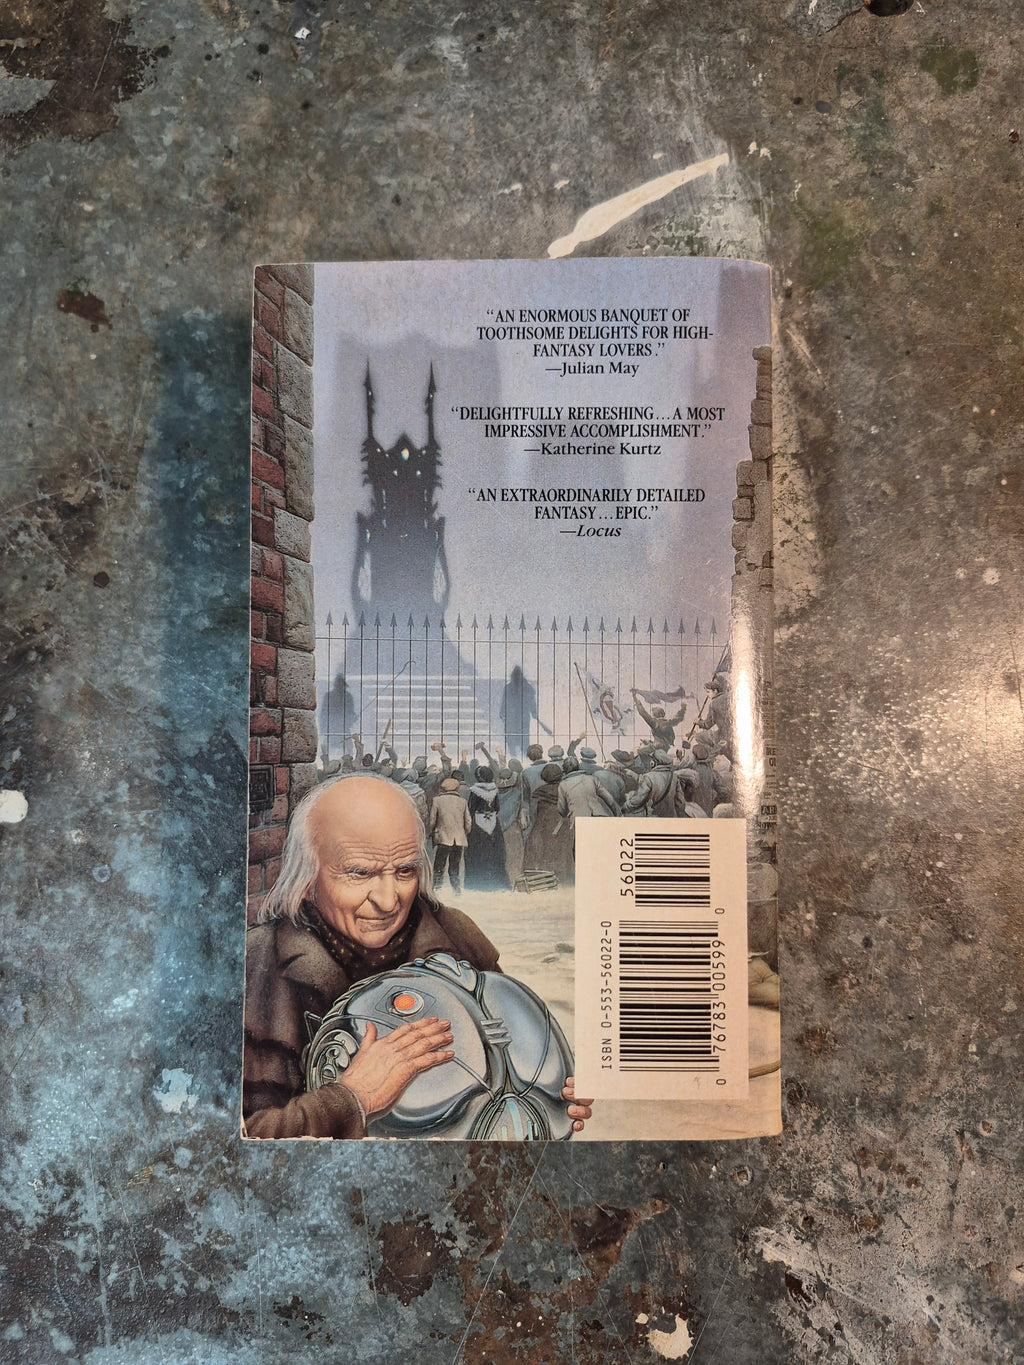 “AN ENORMOUS BANQUET OF
TOOTHSOME DELIGHTS FOR HIGH-
FANTASY LOVERS.”
—Julian May
“DELIGHTFULLY REFRESHING...A MOST
IMPRESSIVE ACCOMPLISHMENT.”
—Katherine Kurtz
“AN EXTRAORDINARILY DETAILED
FANTASY...EPIC.”
—Locus
56022
ISBN 0-553-56022-0
0 76783 00599 0